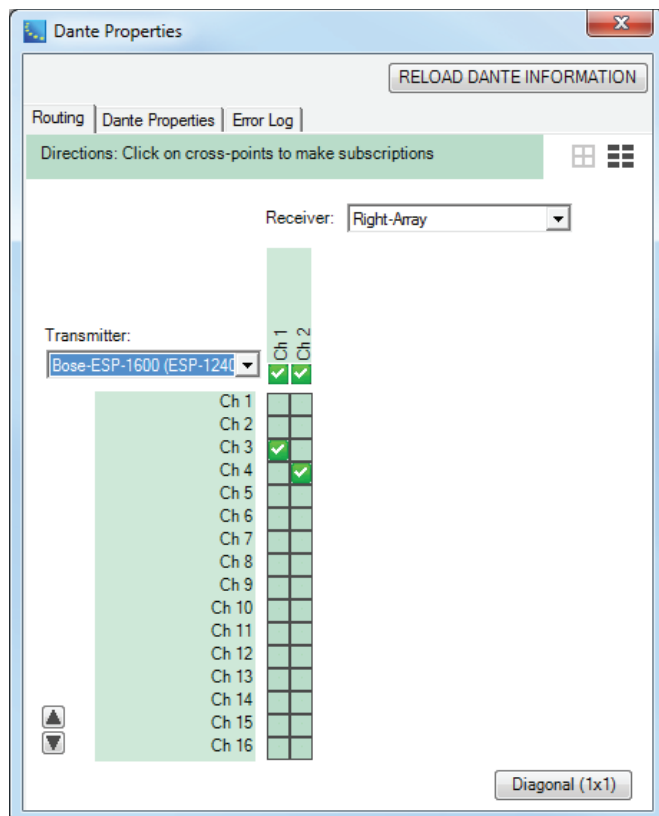 Dante Properties
X
RELOAD DANTE INFORMATION
Routing Dante Properties Error Log
Directions: Click on cross-points to make subscriptions
Receiver: Right-Array
Ch 1
Ch 2
Transmitter:
Bose-ESP-1600 (ESP-1240
Ch 1
Ch 2
Ch 3
Ch 4
Ch 5
Ch 6
Ch 7
Ch 8
Ch 9
Ch 10
Ch 11
Ch 12
Ch 13
Ch 14
Ch 15
Ch 16
Diagonal (1x1)